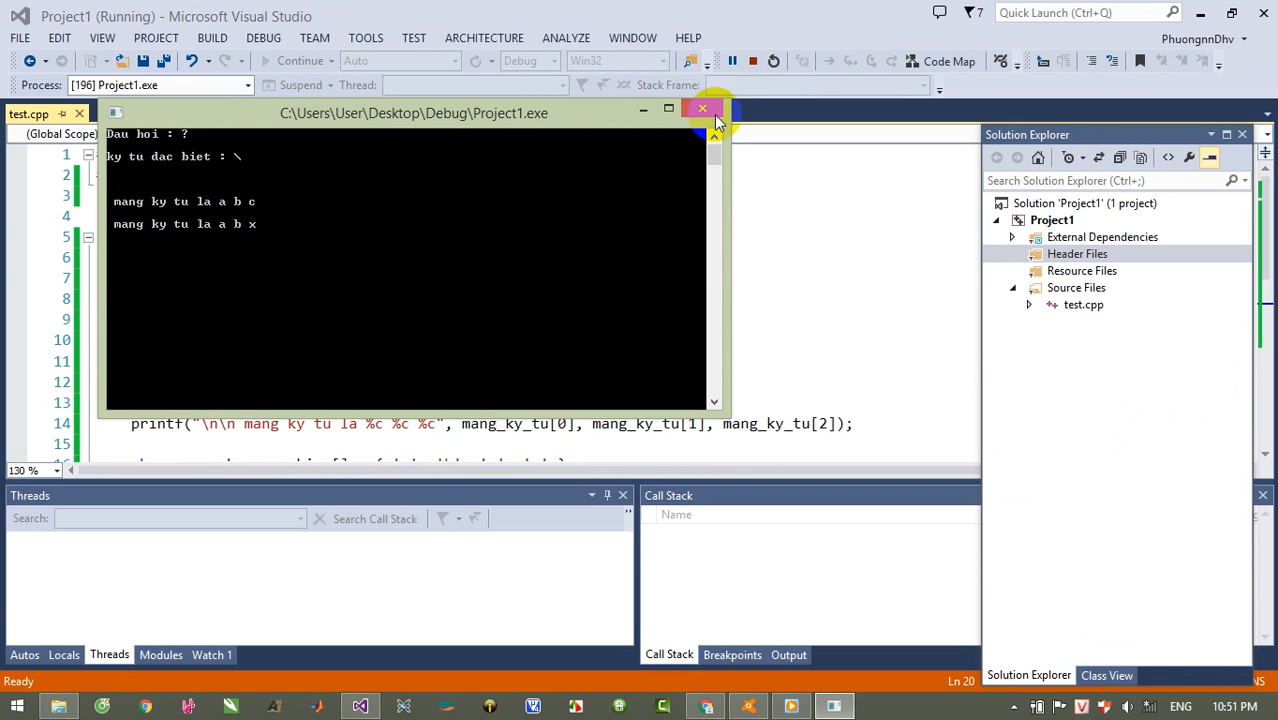 Project1 (Running) - Microsoft Visual Studio
7
Quick Launch (Ctrl+Q)
FILE EDIT VIEW PROJECT BUILD DEBUG TEAM TOOLS TEST ARCHITECTURE ANALYZE WINDOW HELP
PhuongnnDhv
Continue Auto Debug Win32 Code Map
Process: [196] Project1.exe Suspend Thread: Stack Frame:
test.cpp
(Global Scope)
C:\Users\User\Desktop\Debug\Project1.exe
Dau hoi : ?
ky tu dac biet : \
mang ky tu la a b c
mang ky tu la a b x
1
2
3
4
5
6
7
8
9
10
11
12
13
14 printf("\n\n mang ky tu la %c %c %c", mang_ky_tu[0], mang_ky_tu[1], mang_ky_tu[2]);
15
130 %
Solution Explorer
Search Solution Explorer (Ctrl+;)
Solution 'Project1' (1 project)
Project1
External Dependencies
Header Files
Resource Files
Source Files
test.cpp
Solution Explorer Class View
Threads
Search: Search Call Stack
Autos Locals Threads Modules Watch 1
Call Stack
Name
Call Stack Breakpoints Output
Ready Ln 20 NS
ENG 10:51 PM